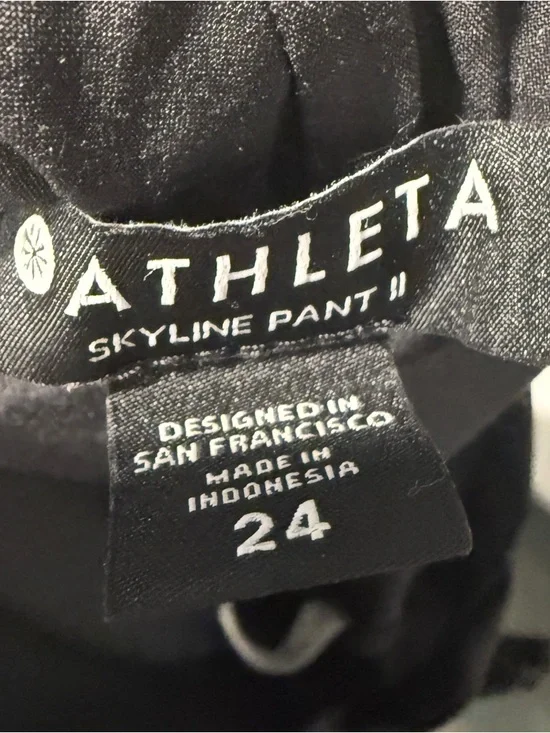 ATHLETA
SKYLINE PANT II
DESIGNED IN
SAN FRANCISCO
MADE IN
INDONESIA
24